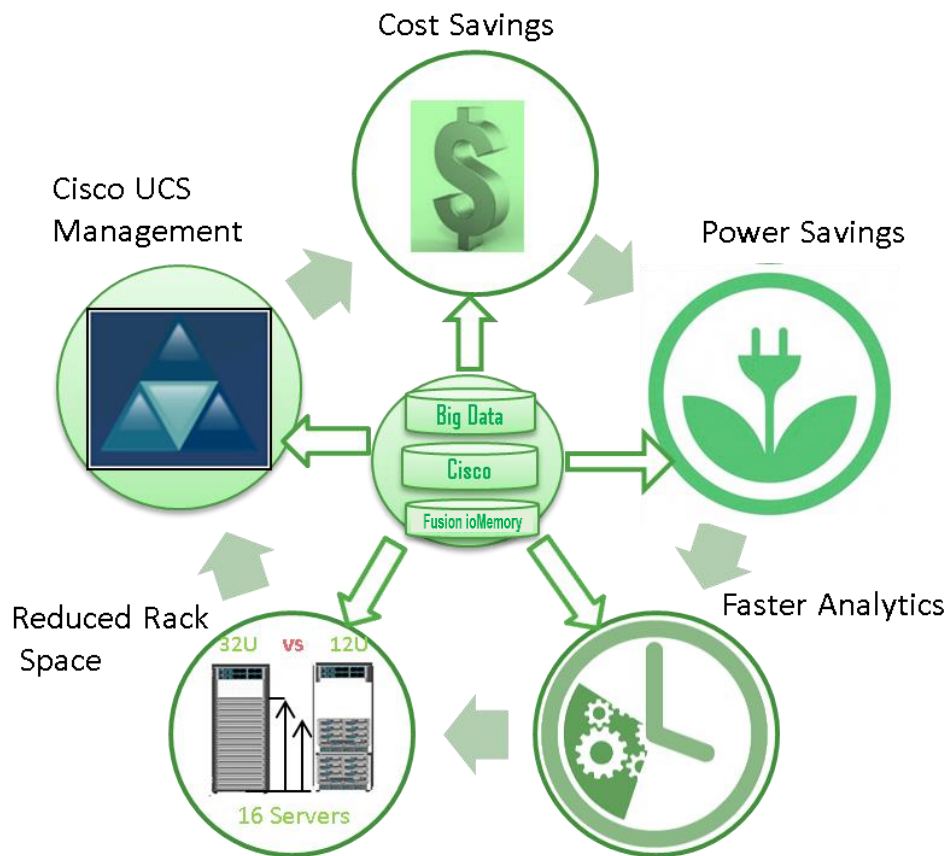 Cost Savings
Cisco UCS
Management
Power Savings
Big Data
Cisco
Fusion ioMemory
Reduced Rack
Space
Faster Analytics
32U vs 12U
16 Servers